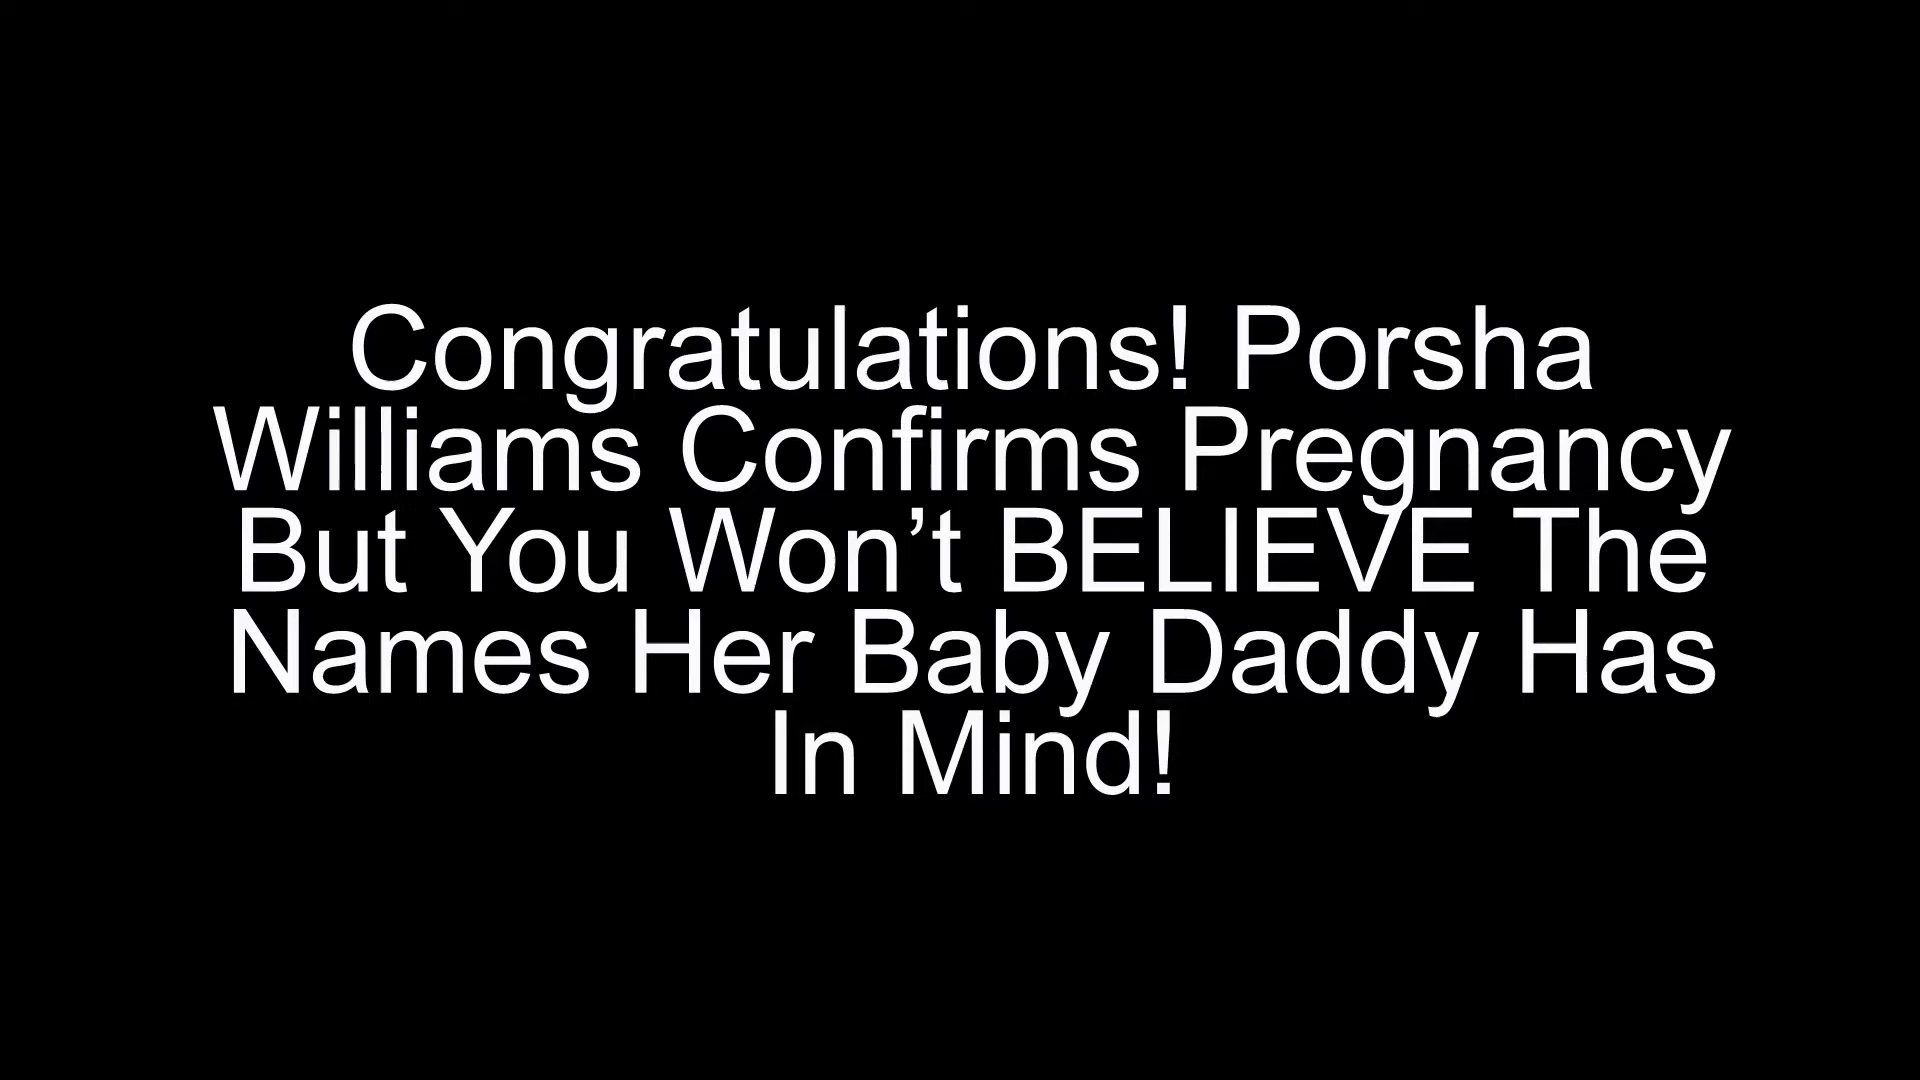 Congratulations! Porsha
Williams Confirms Pregnancy
But You Won’t BELIEVE The
Names Her Baby Daddy Has
In Mind!